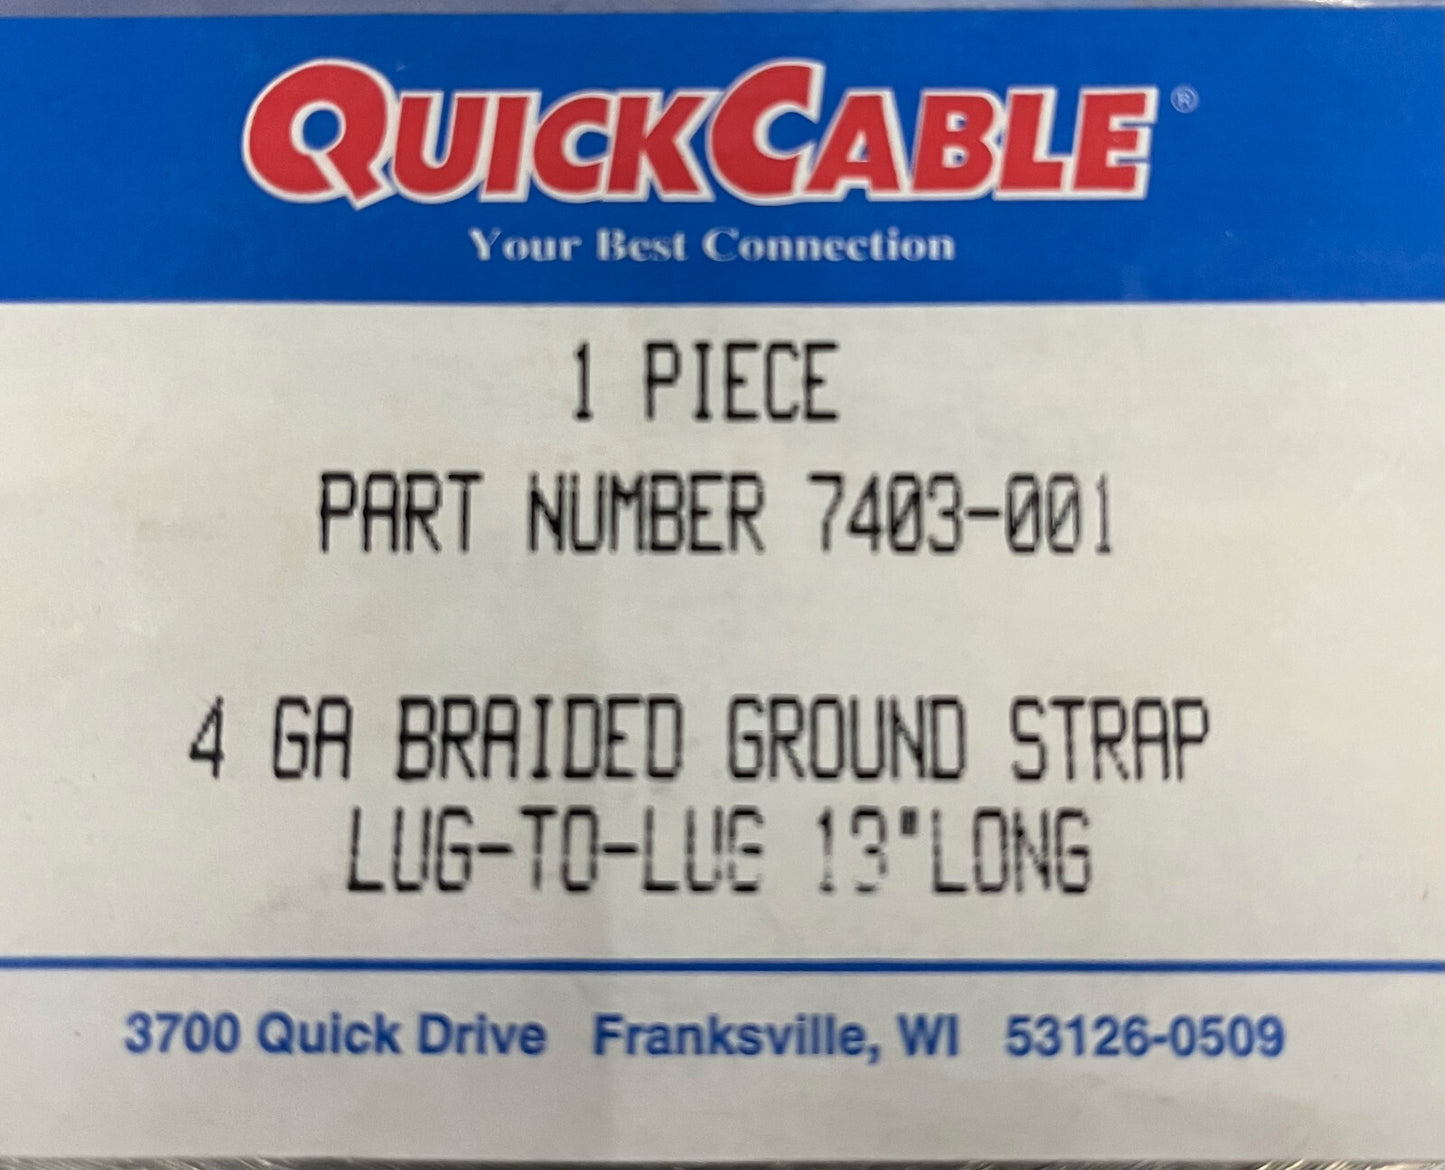 QUICKCABLE®
Your Best Connection
1 PIECE
PART NUMBER 7403-001
4 GA BRAIDED GROUND STRAP
LUG-TO-LUG 13"LONG
3700 Quick Drive Franksville, WI 53126-0509